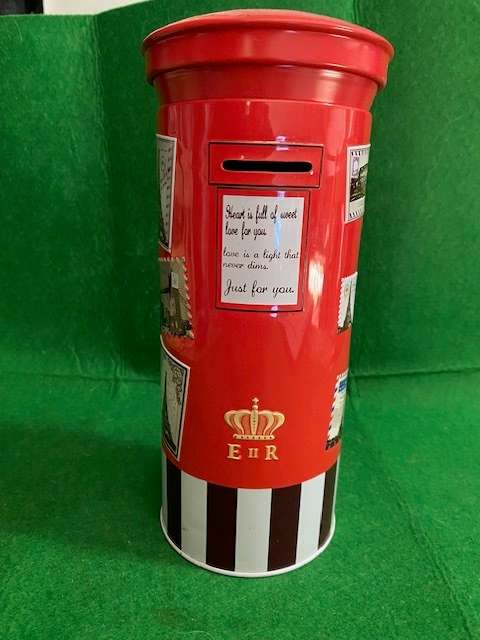 Heart is full of sweet
love for you.
love is a light that
never dims.
Just for you.
E II R